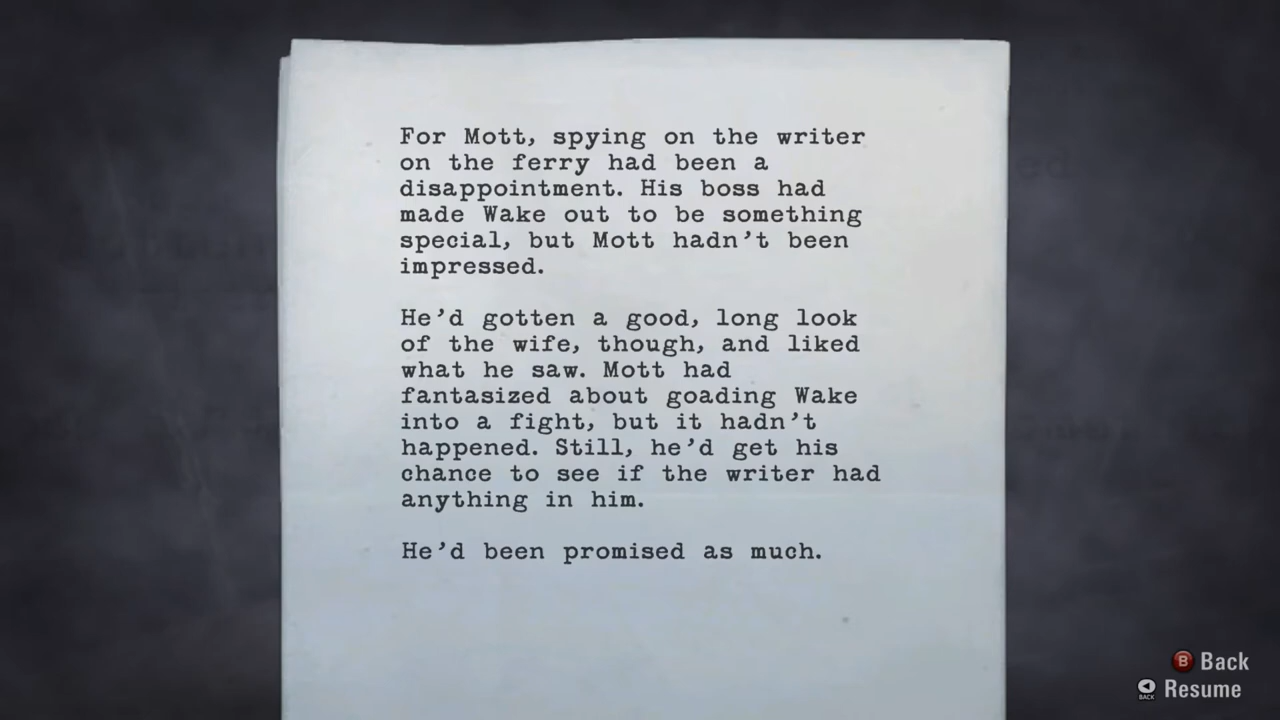 For Mott, spying on the writer
on the ferry had been a
disappointment. His boss had
made Wake out to be something
special, but Mott hadn't been
impressed.
He'd gotten a good, long look
of the wife, though, and liked
what he saw. Mott had
fantasized about goading Wake
into a fight, but it hadn't
happened. Still, he'd get his
chance to see if the writer had
anything in him.
He'd been promised as much.
B Back
BACK Resume